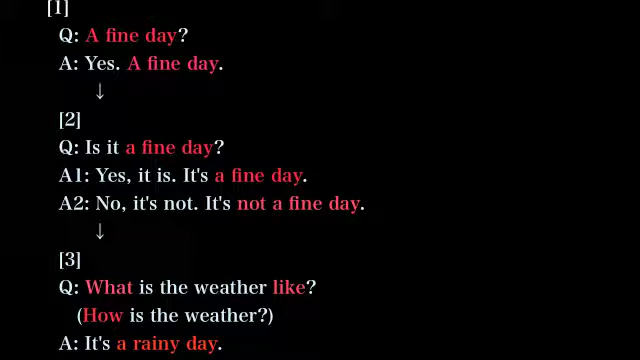 [1]
Q: A fine day?
A: Yes. A fine day.
↓
[2]
Q: Is it a fine day?
A1: Yes, it is. It's a fine day.
A2: No, it's not. It's not a fine day.
↓
[3]
Q: What is the weather like?
(How is the weather?)
A: It's a rainy day.